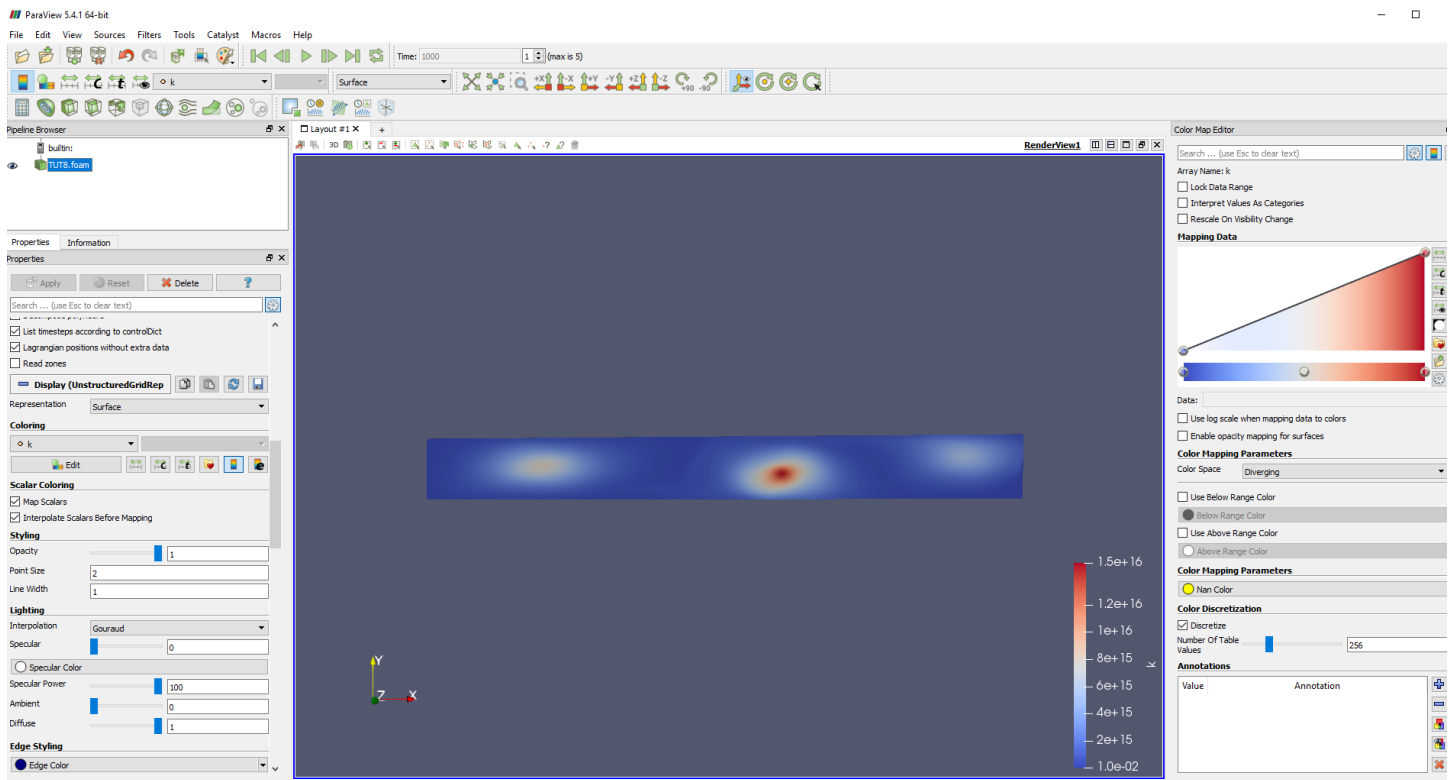 ParaView 5.4.1 64-bit
File Edit View Sources Filters Tools Catalyst Macros Help
Time: 1000 1 (max is 5)
k Surface
+X -X +Y -Y +Z -Z +90 -90
Pipeline Browser
builtin:
TUT8.foam
Properties Information
Properties
Apply Reset Delete ?
Search ... (use Esc to clear text)
List timesteps according to controlDict
Lagrangian positions without extra data
Read zones
Display (UnstructuredGridRep
Representation Surface
Coloring
k
Edit
Scalar Coloring
Map Scalars
Interpolate Scalars Before Mapping
Styling
Opacity 1
Point Size 2
Line Width 1
Lighting
Interpolation Gouraud
Specular 0
Specular Color
Specular Power 100
Ambient 0
Diffuse 1
Edge Styling
Edge Color
Layout #1 X +
3D RenderView1
Y
Z X
1.5e+16
1.2e+16
1e+16
8e+15
6e+15
4e+15
2e+15
1.0e-02
k
Color Map Editor
Search ... (use Esc to clear text)
Array Name: k
Lock Data Range
Interpret Values As Categories
Rescale On Visibility Change
Mapping Data
Data:
Use log scale when mapping data to colors
Enable opacity mapping for surfaces
Color Mapping Parameters
Color Space Diverging
Use Below Range Color
Below Range Color
Use Above Range Color
Above Range Color
Color Mapping Parameters
Nan Color
Color Discretization
Discretize
Number Of Table
Values 256
Annotations
Value Annotation